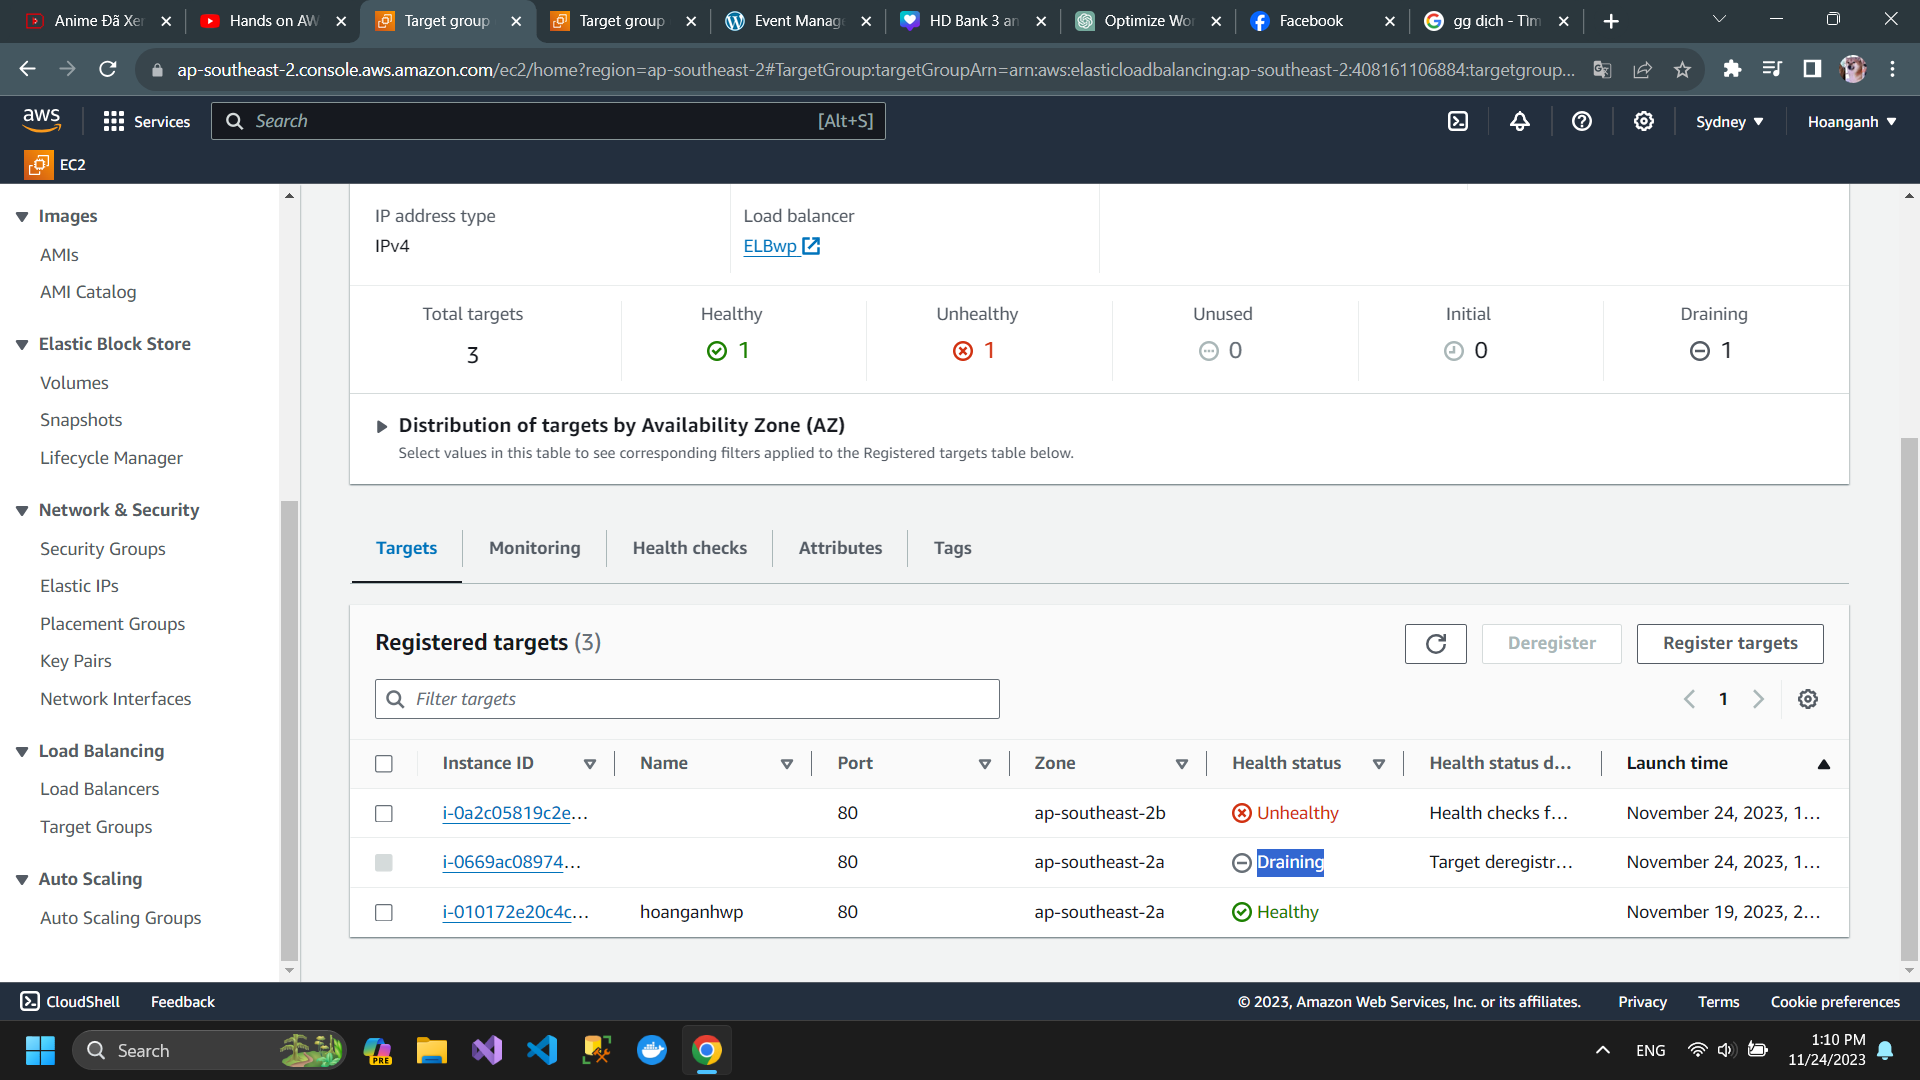 Anime Đã Xer
Hands on AW
Target group
Target group
Event Manage
HD Bank 3 an
Optimize Wor
Facebook
gg dịch - Tìm
ap-southeast-2.console.aws.amazon.com/ec2/home?region=ap-southeast-2#TargetGroup:targetGroupArn=arn:aws:elasticloadbalancing:ap-southeast-2:408161106884:targetgroup...
aws
Services
Search
[Alt+S]
Sydney
Hoanganh
EC2
Images
AMIs
AMI Catalog
Elastic Block Store
Volumes
Snapshots
Lifecycle Manager
Network & Security
Security Groups
Elastic IPs
Placement Groups
Key Pairs
Network Interfaces
Load Balancing
Load Balancers
Target Groups
Auto Scaling
Auto Scaling Groups
IP address type
IPv4
Load balancer
ELBwp
Total targets
3
Healthy
1
Unhealthy
1
Unused
0
Initial
0
Draining
1
Distribution of targets by Availability Zone (AZ)
Select values in this table to see corresponding filters applied to the Registered targets table below.
Targets
Monitoring
Health checks
Attributes
Tags
Registered targets (3)
Deregister
Register targets
Filter targets
1
Instance ID Name Port Zone Health status Health status d... Launch time
i-0a2c05819c2e... 80 ap-southeast-2b Unhealthy Health checks f... November 24, 2023, 1...
i-0669ac08974... 80 ap-southeast-2a Draining Target deregistr... November 24, 2023, 1...
i-010172e20c4c... hoanganhwp 80 ap-southeast-2a Healthy November 19, 2023, 2...
CloudShell
Feedback
© 2023, Amazon Web Services, Inc. or its affiliates.
Privacy
Terms
Cookie preferences
Search
PRE
ENG
1:10 PM
11/24/2023